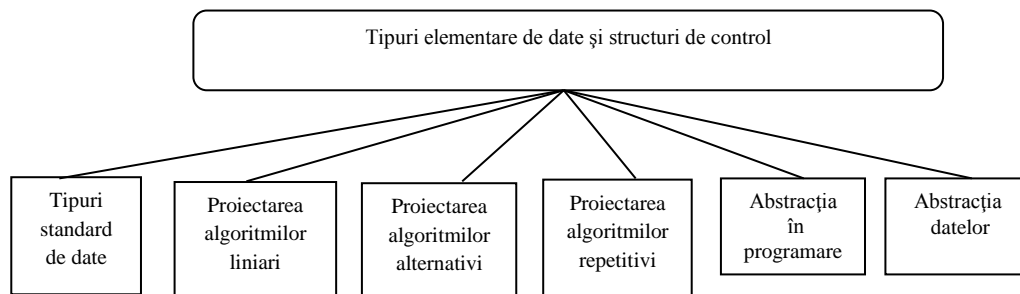 Tipuri elementare de date şi structuri de control
Tipuri
standard
de date
Proiectarea
algoritmilor
liniari
Proiectarea
algoritmilor
alternativi
Proiectarea
algoritmilor
repetitivi
Abstracţia
în
programare
Abstracţia
datelor